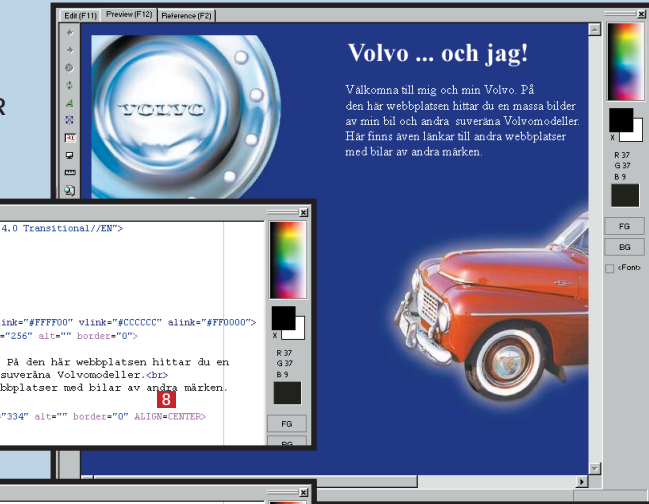 Edit (F11) Preview (F12) Reference (F2)
VOLVO
Volvo ... och jag!
Välkomna till mig och min Volvo. På
den här webbplatsen hittar du en massa bilder
av min bil och andra suveräna Volvomodeller.
Här finns även länkar till andra webbplatser
med bilar av andra märken.
X
R 37
G 37
B 9
FG
BG
<Font>
R
4.0 Transitional//EN">
link="#FFFF00" vlink="#CCCCCC" alink="#FF0000">
="256" alt="" border="0">
På den här webbplatsen hittar du en
suveräna Volvomodeller.<br>
bbplatser med bilar av andra märken.
8
"334" alt="" border="0" ALIGN=CENTER>
X
R 37
G 37
B 9
FG
BG